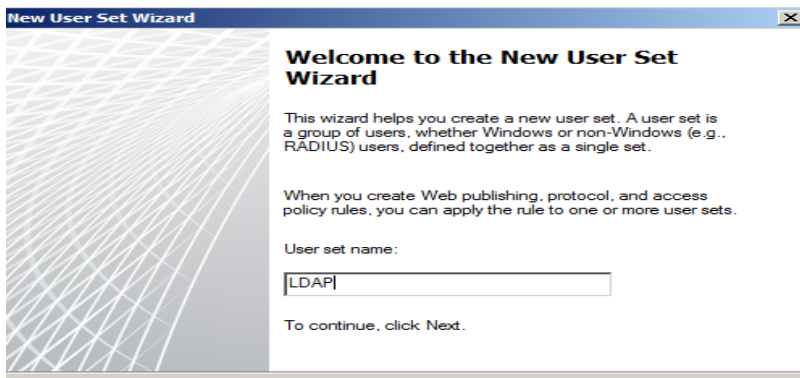 New User Set Wizard
Welcome to the New User Set
Wizard
This wizard helps you create a new user set. A user set is
a group of users, whether Windows or non-Windows (e.g.,
RADIUS) users, defined together as a single set.
When you create Web publishing, protocol, and access
policy rules, you can apply the rule to one or more user sets.
User set name:
LDAP
To continue, click Next.